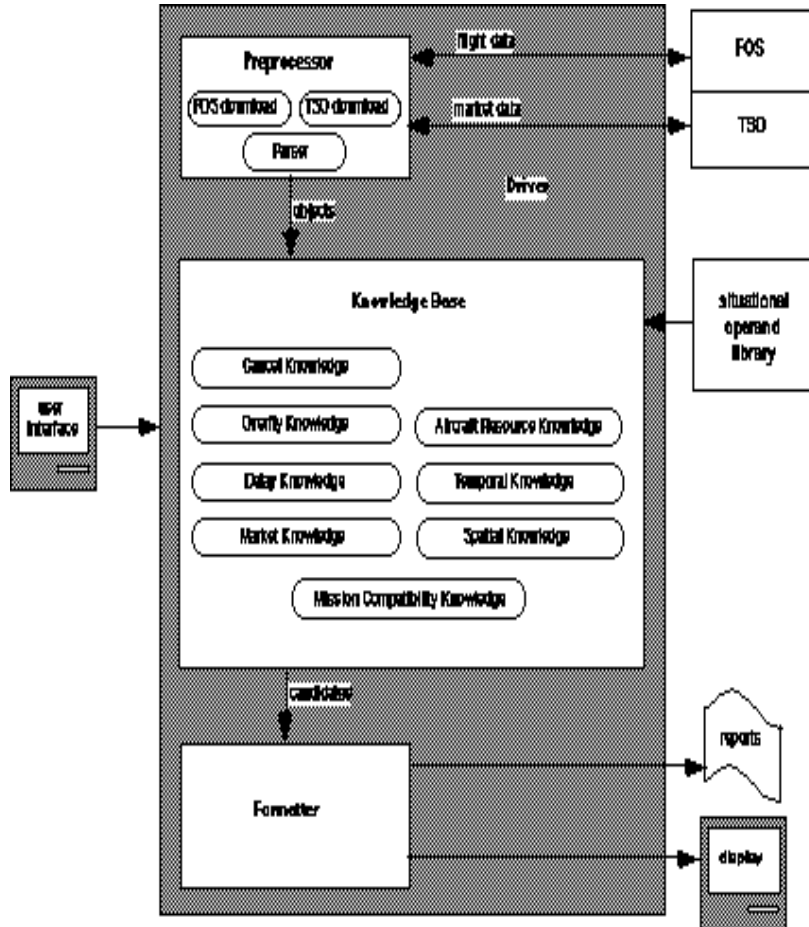 Preprocessor
FOS download
TSO download
Parser
flight data
market data
FOS
TSO
Driver
objects
Knowledge Base
Cancel Knowledge
Overfly Knowledge
Delay Knowledge
Market Knowledge
Aircraft Resource Knowledge
Temporal Knowledge
Spatial Knowledge
Mission Compatibility Knowledge
situational
operand
library
user
interface
candidates
Formatter
reports
display